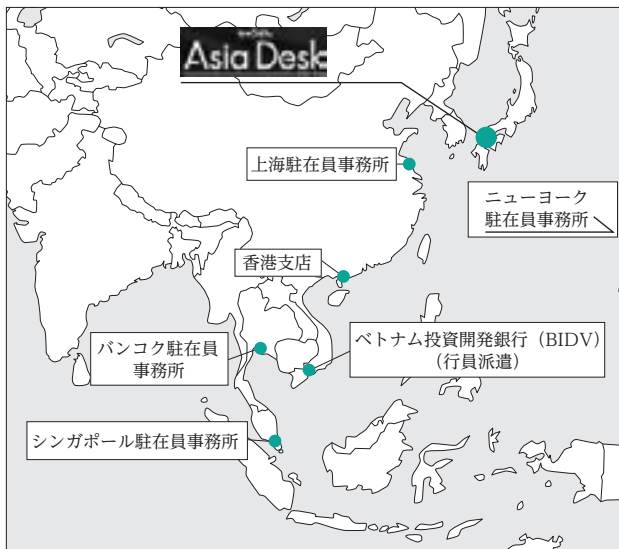 Asia Desk
上海駐在員事務所
ニューヨーク
駐在員事務所
香港支店
バンコク駐在員
事務所
ベトナム投資開発銀行（BIDV）
（行員派遣）
シンガポール駐在員事務所